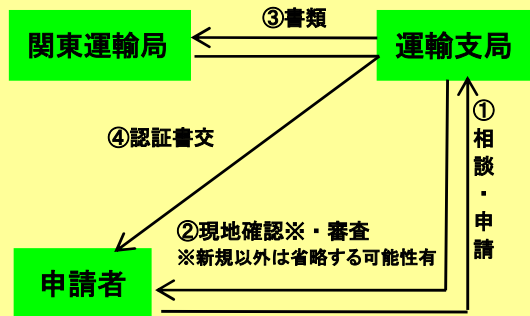 ③書類
関東運輸局
運輸支局
④認証書交
①相談・申請
②現地確認※・審査
※新規以外は省略する可能性有
申請者